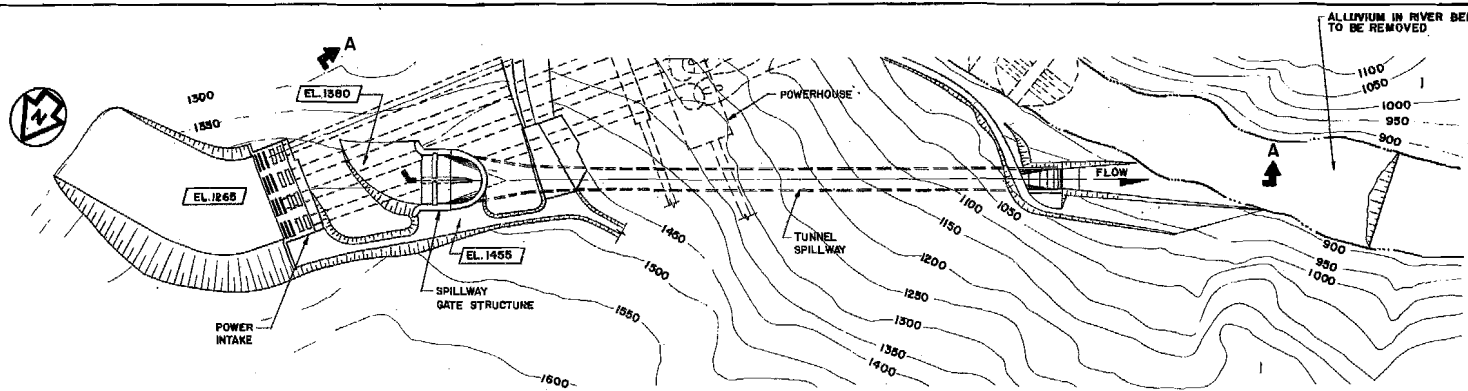 ALLUVIUM IN RIVER BED
TO BE REMOVED
A
1300
1350
EL.1380
N
EL.1265
POWERHOUSE
1100
1050
1000
950
900
A
FLOW
EL.1455
SPILLWAY
GATE STRUCTURE
POWER
INTAKE
TUNNEL
SPILLWAY
1450
1500
1550
1600
1050
1100
1150
1200
1250
1300
1350
1400
900
950
1000